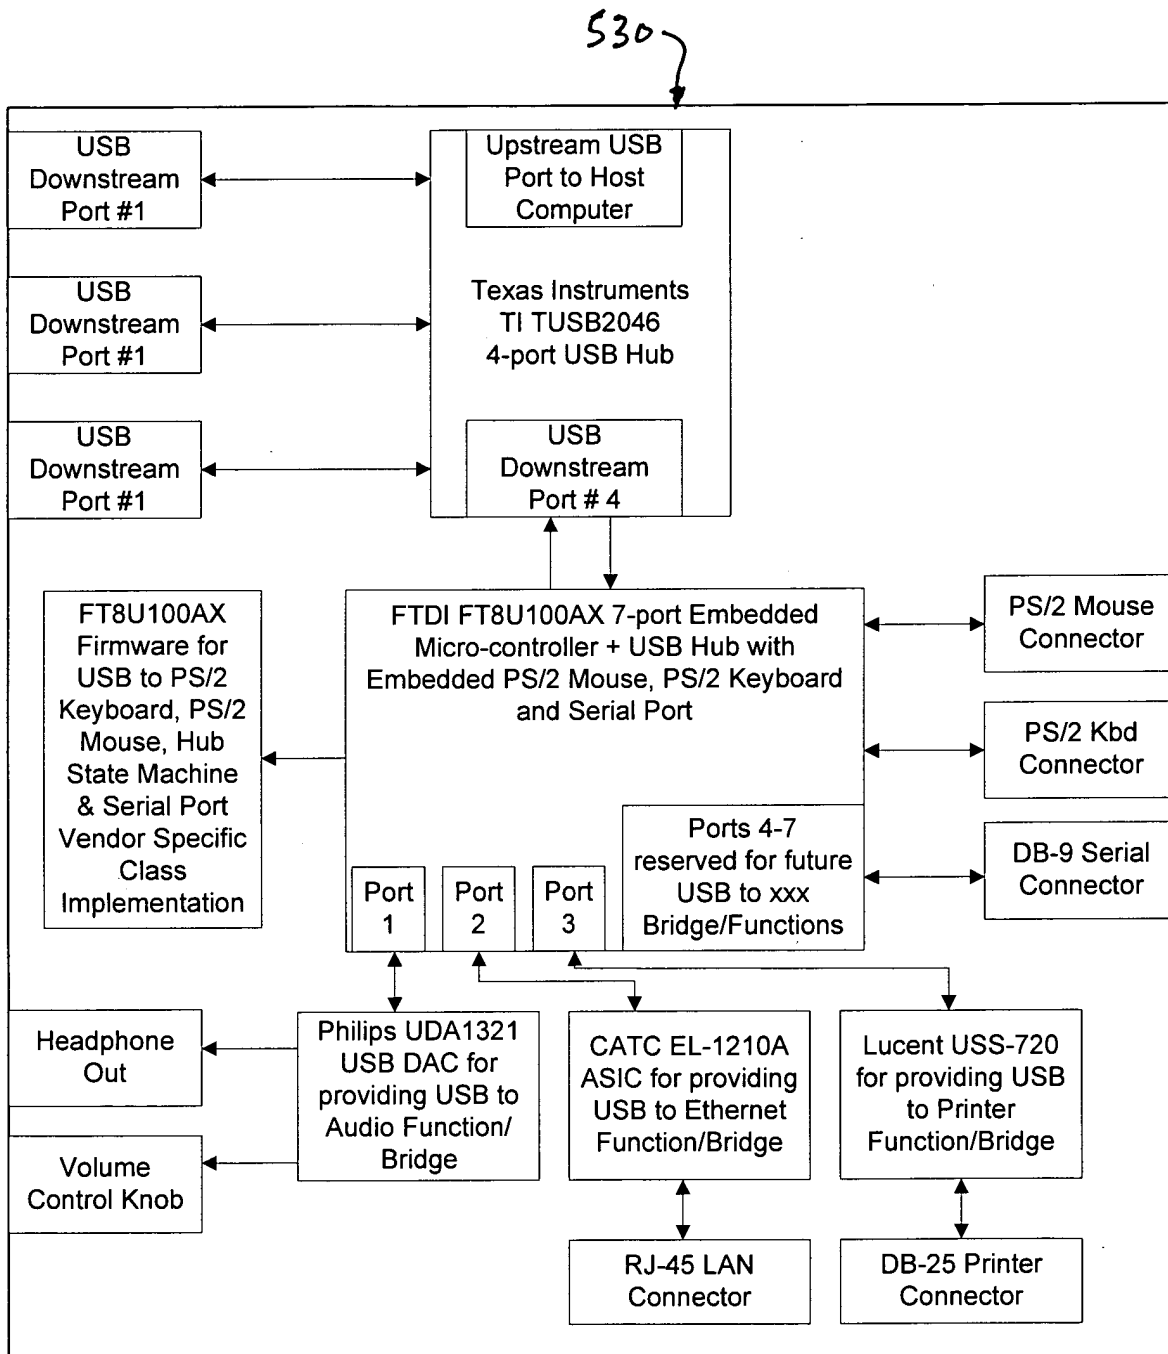 530
USB
Downstream
Port #1
Upstream USB
Port to Host
Computer
USB
Downstream
Port #1
Texas Instruments
TI TUSB2046
4-port USB Hub
USB
Downstream
Port #1
USB
Downstream
Port # 4
FT8U100AX
Firmware for
USB to PS/2
Keyboard, PS/2
Mouse, Hub
State Machine
& Serial Port
Vendor Specific
Class
Implementation
FTDI FT8U100AX 7-port Embedded
Micro-controller + USB Hub with
Embedded PS/2 Mouse, PS/2 Keyboard
and Serial Port
PS/2 Mouse
Connector
PS/2 Kbd
Connector
DB-9 Serial
Connector
Port
1
Port
2
Port
3
Ports 4-7
reserved for future
USB to xxx
Bridge/Functions
Headphone
Out
Volume
Control Knob
Philips UDA1321
USB DAC for
providing USB to
Audio Function/
Bridge
CATC EL-1210A
ASIC for providing
USB to Ethernet
Function/Bridge
Lucent USS-720
for providing USB
to Printer
Function/Bridge
RJ-45 LAN
Connector
DB-25 Printer
Connector